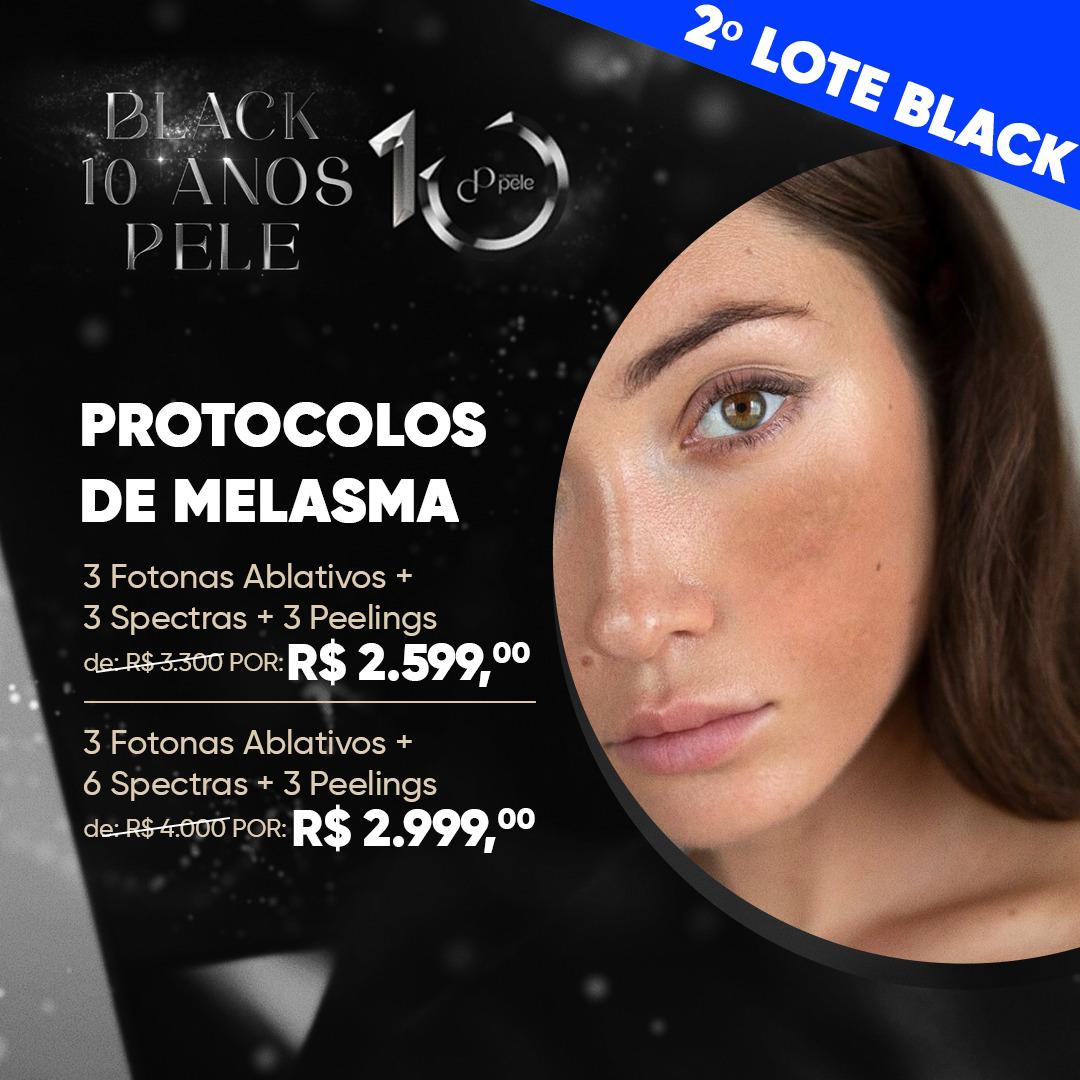 2º LOTE BLACK
BLACK
10 ANOS
PELE
10
pele
PROTOCOLOS
DE MELASMA
3 Fotonas Ablativos +
3 Spectras + 3 Peelings
de: R$ 3.300 POR: R$ 2.599,00
3 Fotonas Ablativos +
6 Spectras + 3 Peelings
de: R$ 4.000 POR: R$ 2.999,00